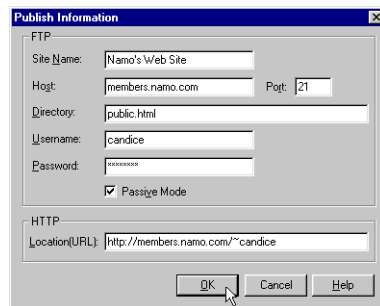 Publish Information
FTP
Site Name: Namo's Web Site
Host: members.namo.com Port: 21
Directory: public.html
Username: candice
Password: ********
Passive Mode
HTTP
Location(URL): http://members.namo.com/~candice
OK Cancel Help